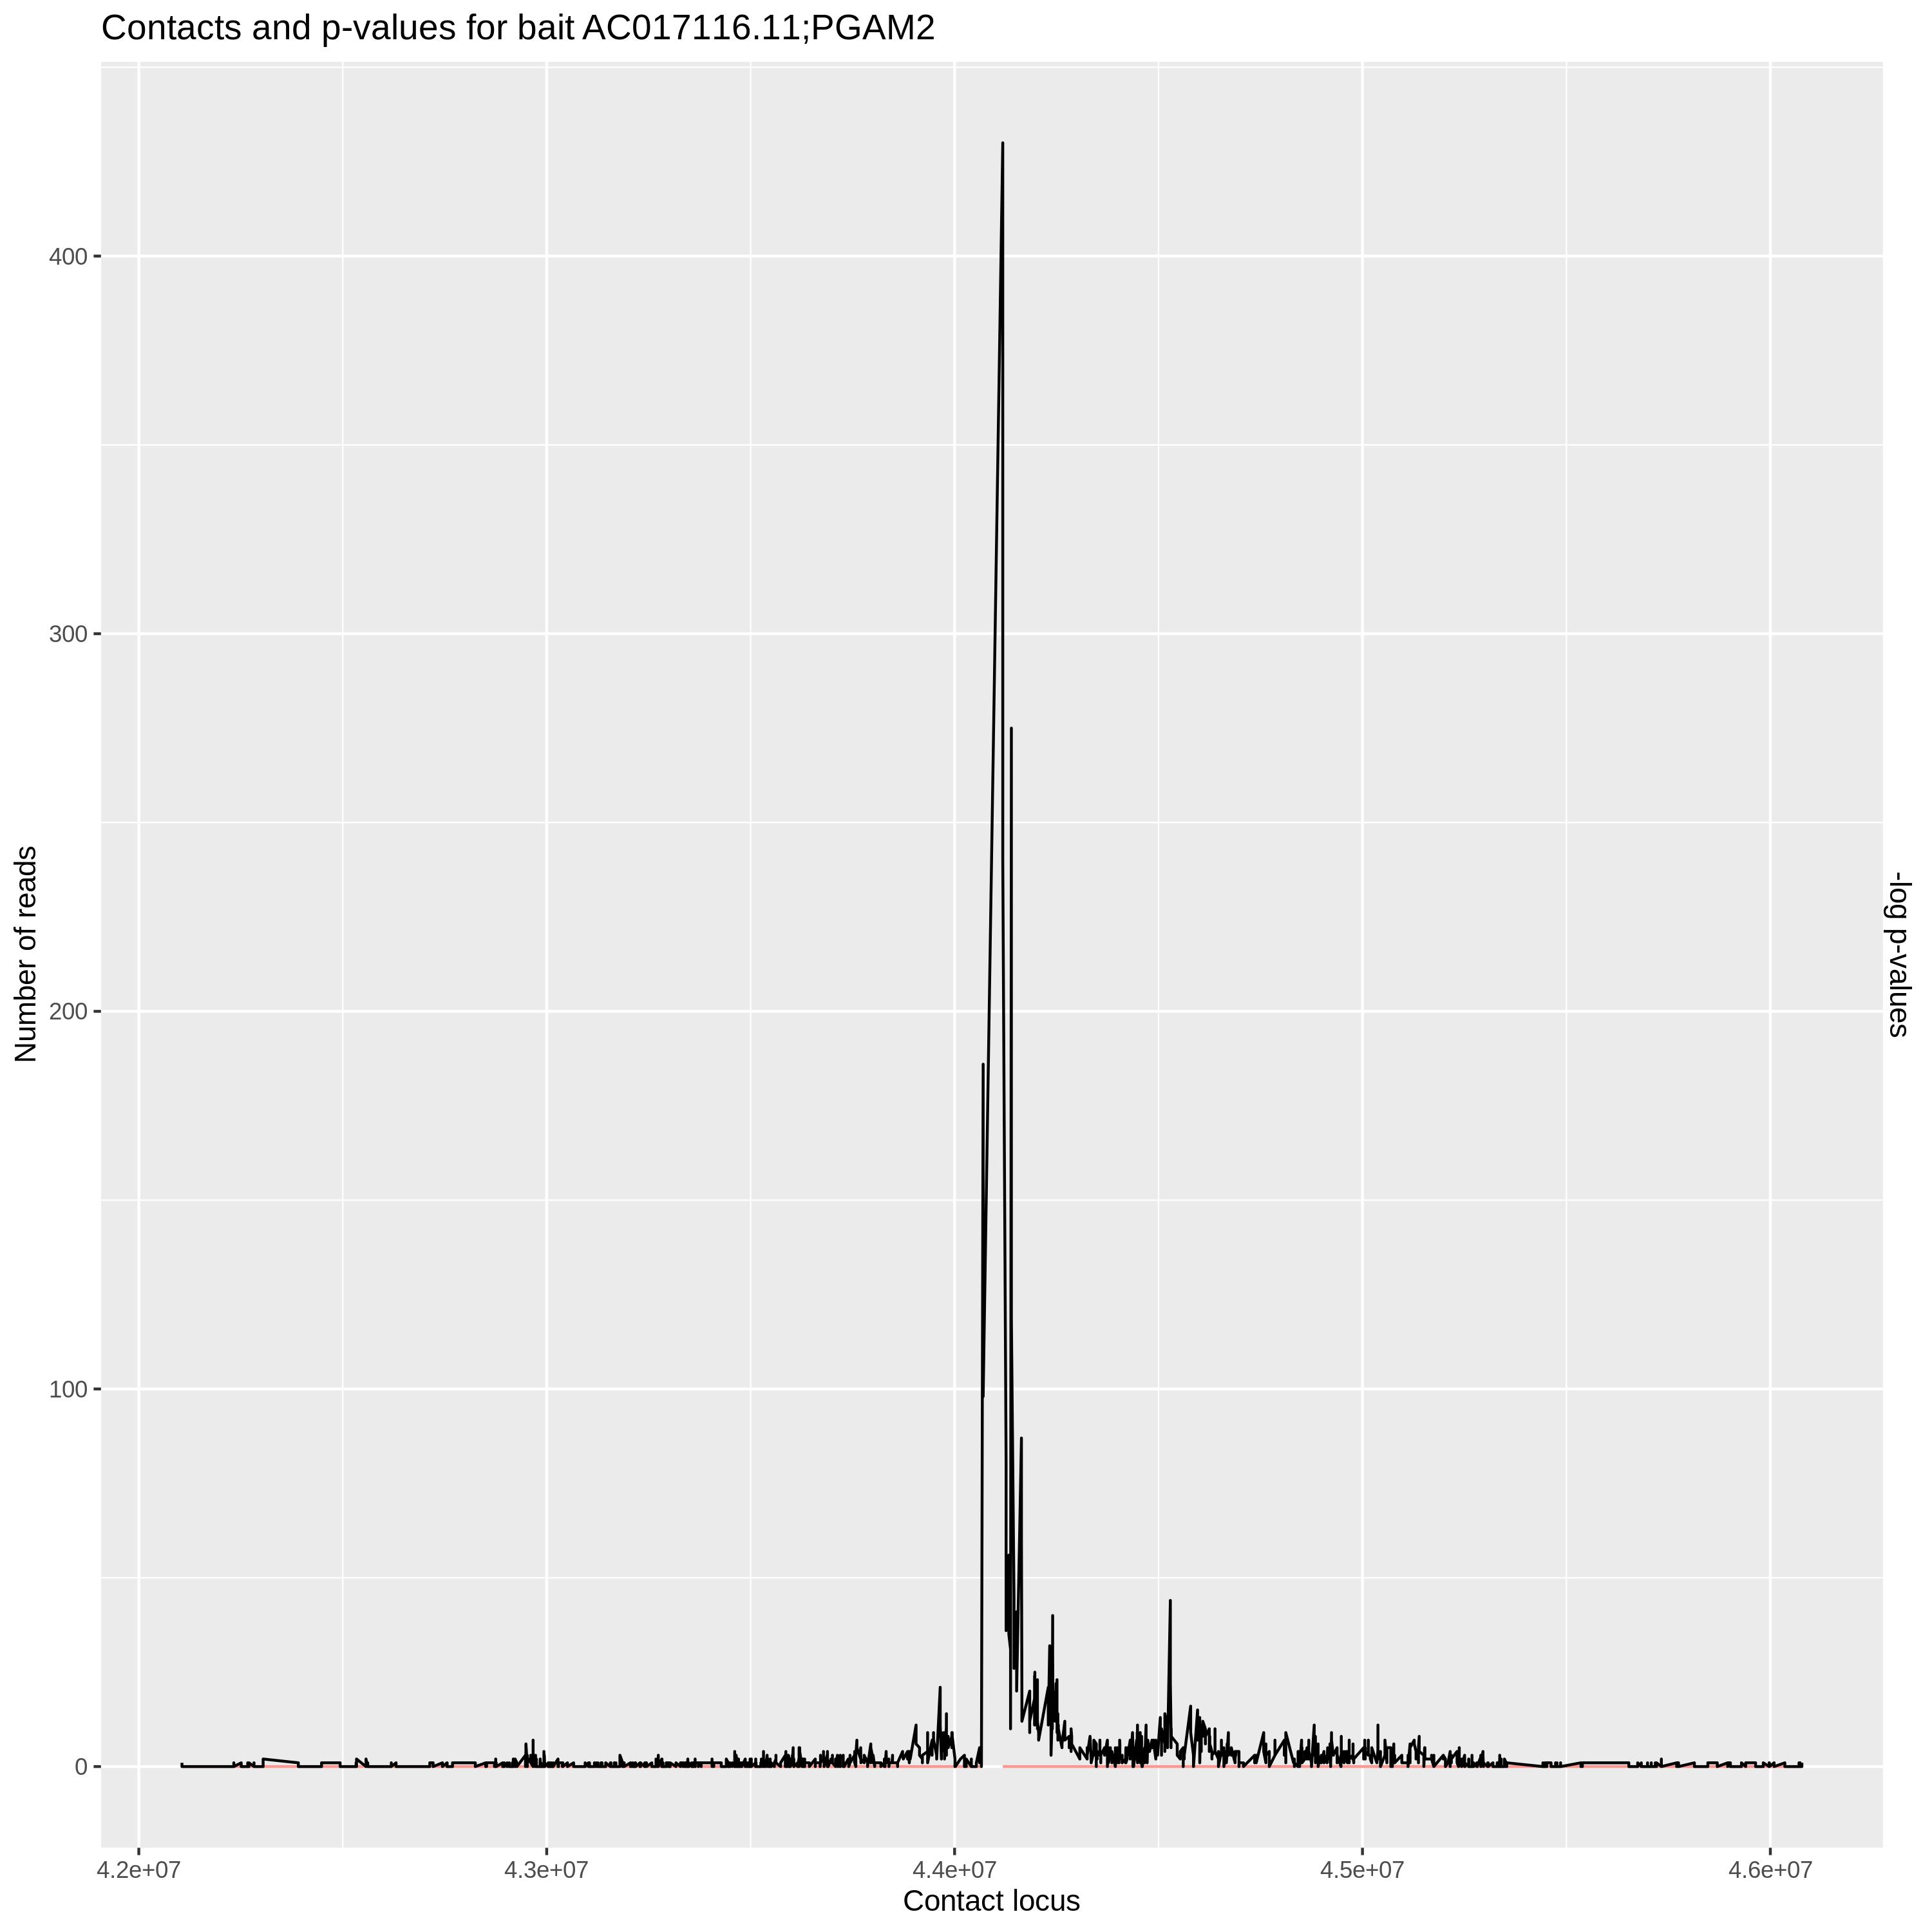 Contacts and p-values for bait AC017116.11;PGAM2
Number of reads
400
300
200
100
0
-log p-values
4.2e+07
4.3e+07
4.4e+07
4.5e+07
4.6e+07
Contact locus